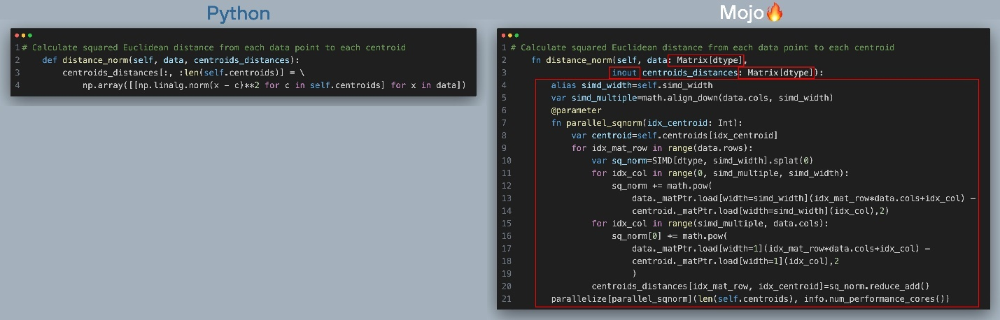 Python
1 # Calculate squared Euclidean distance from each data point to each centroid
2     def distance_norm(self, data, centroids_distances):
3         centroids_distances[:, :len(self.centroids)] = \
4             np.array([[np.linalg.norm(x - c)**2 for c in self.centroids] for x in data])
Mojo🔥
1 # Calculate squared Euclidean distance from each data point to each centroid
2     fn distance_norm(self, data: Matrix[dtype],
3                     inout centroids_distances: Matrix[dtype]):
4         alias simd_width=self.simd_width
5         var simd_multiple=math.align_down(data.cols, simd_width)
6         @parameter
7         fn parallel_sqnorm(idx_centroid: Int):
8             var centroid=self.centroids[idx_centroid]
9             for idx_mat_row in range(data.rows):
10                 var sq_norm=SIMD[dtype, simd_width].splat(0)
11                 for idx_col in range(0, simd_multiple, simd_width):
12                     sq_norm += math.pow(
13                         data._matPtr.load[width=simd_width](idx_mat_row*data.cols+idx_col) -
14                         centroid._matPtr.load[width=simd_width](idx_col),2)
15                 for idx_col in range(simd_multiple, data.cols):
16                     sq_norm[0] += math.pow(
17                         data._matPtr.load[width=1](idx_mat_row*data.cols+idx_col) -
18                         centroid._matPtr.load[width=1](idx_col),2
19                         )
20                 centroids_distances[idx_mat_row, idx_centroid]=sq_norm.reduce_add()
21         parallelize[parallel_sqnorm](len(self.centroids), info.num_performance_cores())